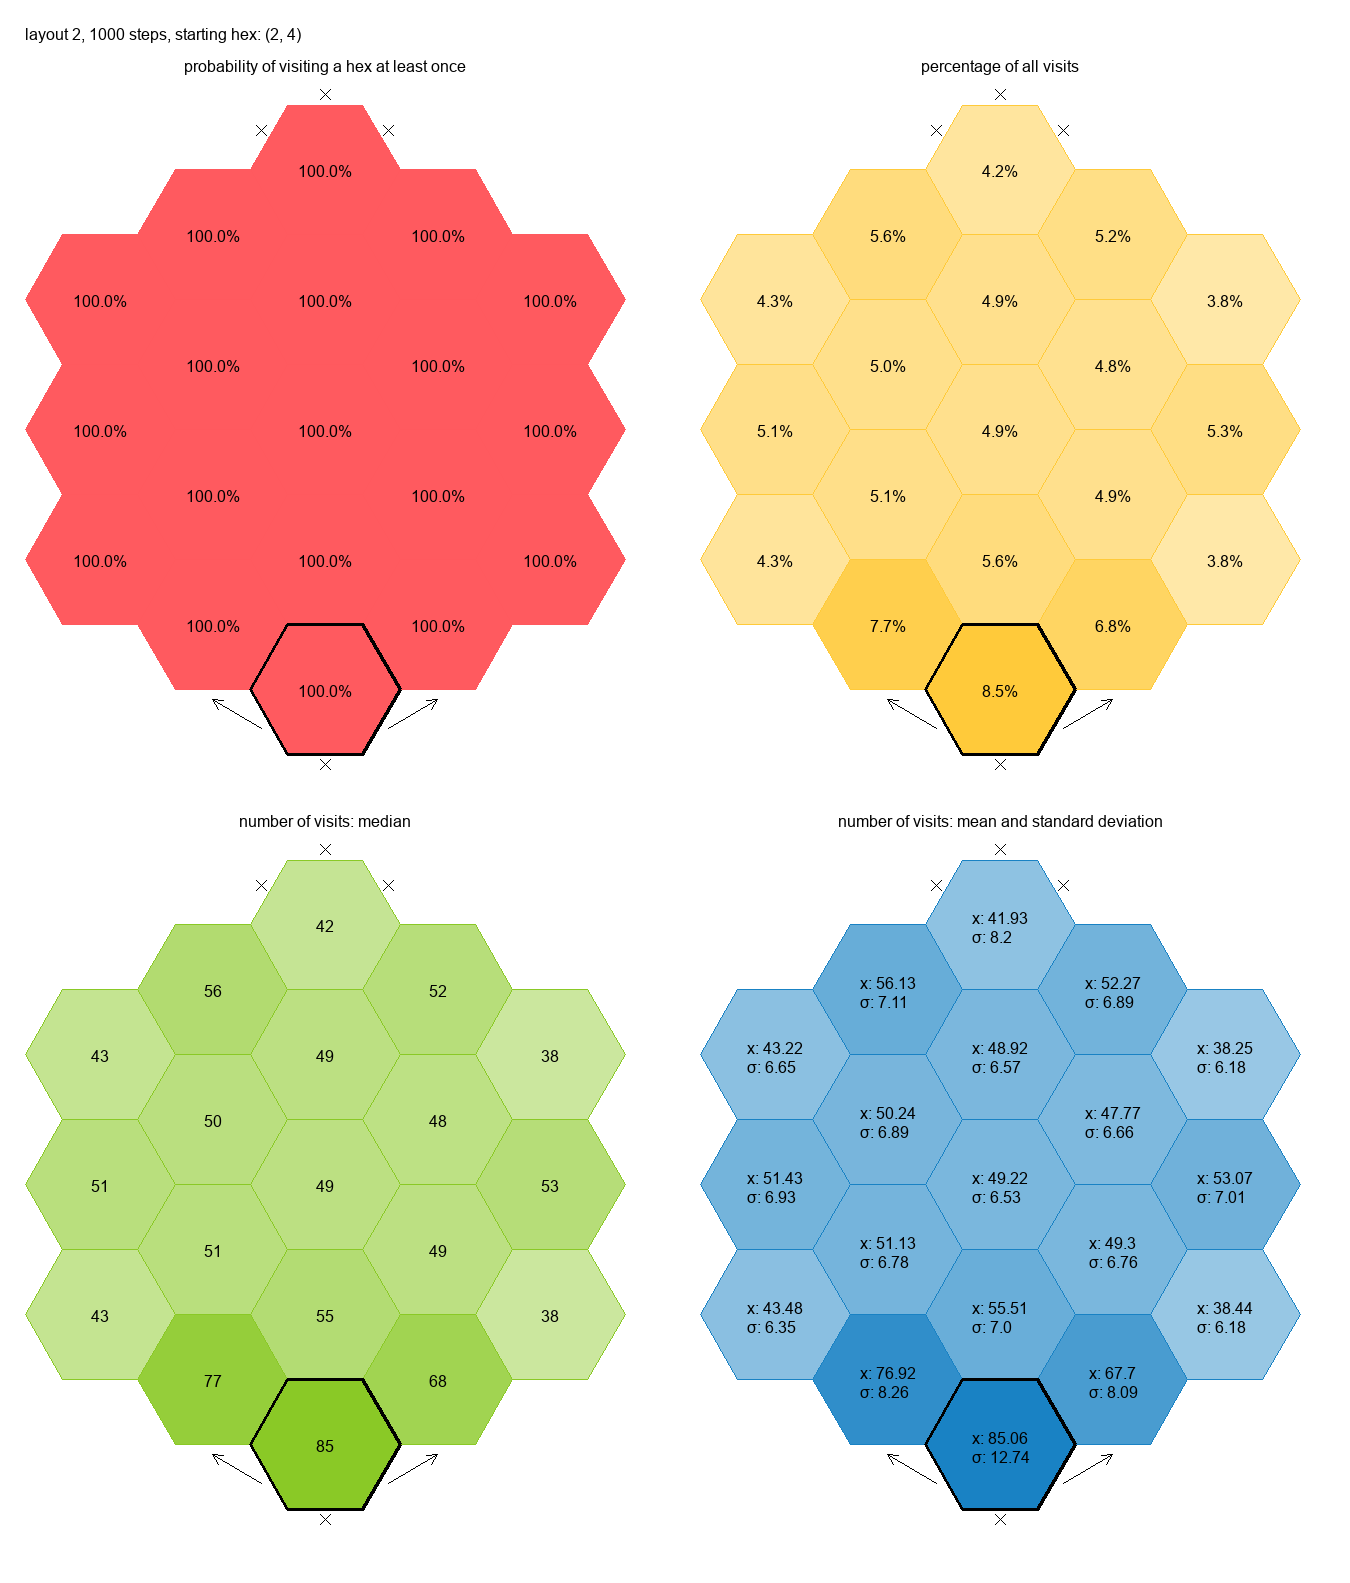 layout 2, 1000 steps, starting hex: (2, 4)
probability of visiting a hex at least once
100.0%
100.0% 100.0%
100.0% 100.0% 100.0%
100.0% 100.0%
100.0% 100.0% 100.0%
100.0% 100.0%
100.0% 100.0% 100.0%
100.0% 100.0%
100.0%
percentage of all visits
4.2%
5.6% 5.2%
4.3% 4.9% 3.8%
5.0% 4.8%
5.1% 4.9% 5.3%
5.1% 4.9%
4.3% 5.6% 3.8%
7.7% 6.8%
8.5%
number of visits: median
42
56 52
43 49 38
50 48
51 49 53
51 49
43 55 38
77 68
85
number of visits: mean and standard deviation
x: 41.93
σ: 8.2
x: 56.13 x: 52.27
σ: 7.11 σ: 6.89
x: 43.22 x: 48.92 x: 38.25
σ: 6.65 σ: 6.57 σ: 6.18
x: 50.24 x: 47.77
σ: 6.89 σ: 6.66
x: 51.43 x: 49.22 x: 53.07
σ: 6.93 σ: 6.53 σ: 7.01
x: 51.13 x: 49.3
σ: 6.78 σ: 6.76
x: 43.48 x: 55.51 x: 38.44
σ: 6.35 σ: 7.0 σ: 6.18
x: 76.92 x: 67.7
σ: 8.26 σ: 8.09
x: 85.06
σ: 12.74